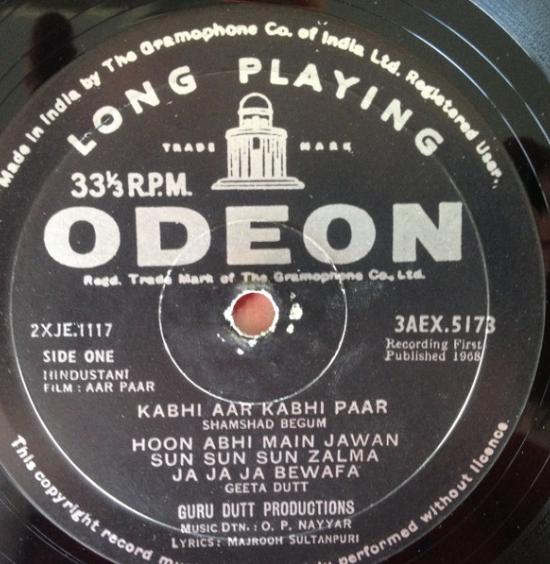 Made in India by The Gramophone Co. of India Ltd. Registered User.
LONG PLAYING
TRADE MARK
33⅓ R.P.M.
ODEON
Regd. Trade Mark of The Gramophone Co., Ltd.
2XJE.1117
3AEX.5173
SIDE ONE
Recording First
Published 1968
HINDUSTANI
FILM : AAR PAAR
KABHI AAR KABHI PAAR
SHAMSHAD BEGUM
HOON ABHI MAIN JAWAN
SUN SUN SUN ZALMA
JA JA JA BEWAFA
GEETA DUTT
GURU DUTT PRODUCTIONS
MUSIC DTN. : O. P. NAYYAR
LYRICS : MAJROOH SULTANPURI
This copyright record performed without licence.